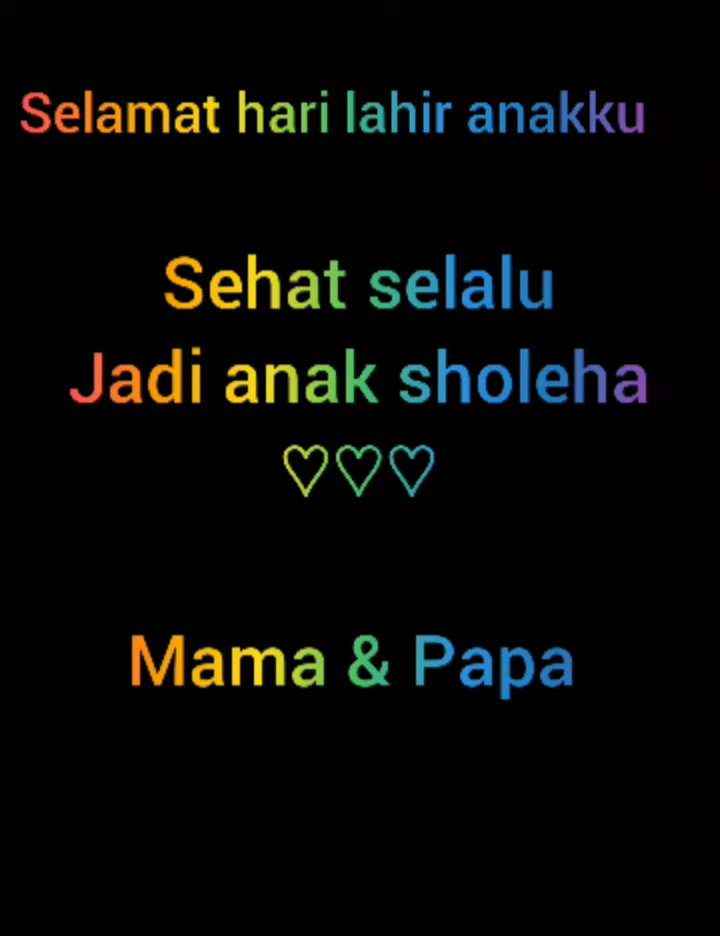 Selamat hari lahir anakku
Sehat selalu
Jadi anak sholeha
♡♡♡
Mama & Papa